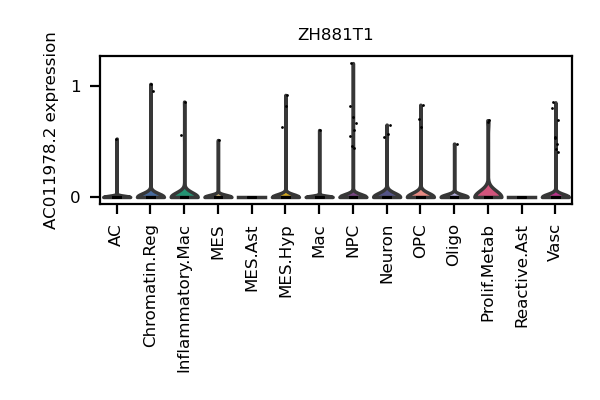 ZH881T1
AC011978.2 expression
1
0
AC
Chromatin.Reg
Inflammatory.Mac
MES
MES.Ast
MES.Hyp
Mac
NPC
Neuron
OPC
Oligo
Prolif.Metab
Reactive.Ast
Vasc